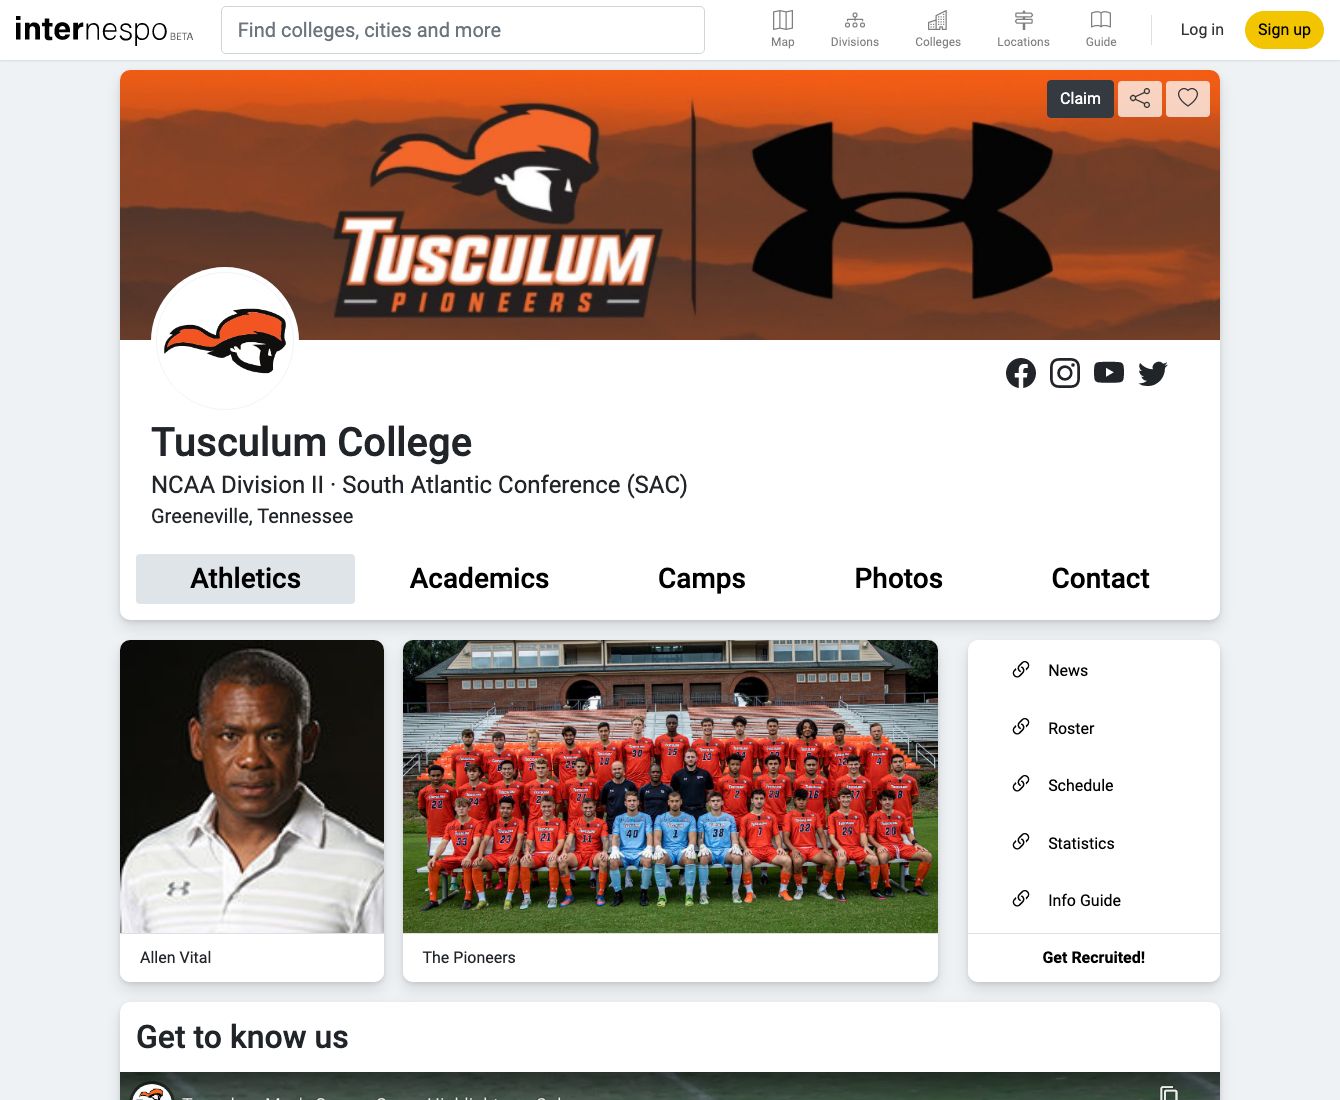 internespo BETA
Find colleges, cities and more
Map
Divisions
Colleges
Locations
Guide
Log in
Sign up
Claim
TUSCULUM
PIONEERS
Tusculum College
NCAA Division II · South Atlantic Conference (SAC)
Greeneville, Tennessee
Athletics
Academics
Camps
Photos
Contact
Allen Vital
The Pioneers
News
Roster
Schedule
Statistics
Info Guide
Get Recruited!
Get to know us